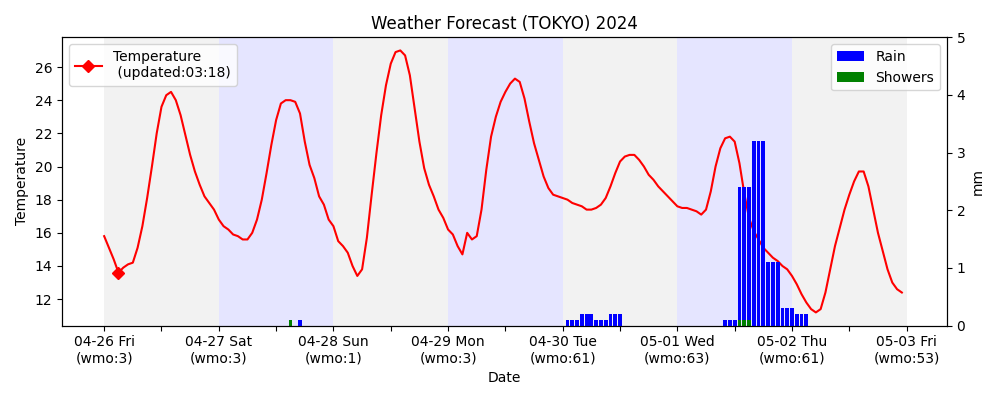 Weather Forecast (TOKYO) 2024
Temperature
(updated:03:18)
Rain
Showers
Temperature
26
24
22
20
18
16
14
12
5
4
3
2
1
0
mm
04-26 Fri
(wmo:3)
04-27 Sat
(wmo:3)
04-28 Sun
(wmo:1)
04-29 Mon
(wmo:3)
04-30 Tue
(wmo:61)
05-01 Wed
(wmo:63)
05-02 Thu
(wmo:61)
05-03 Fri
(wmo:53)
Date